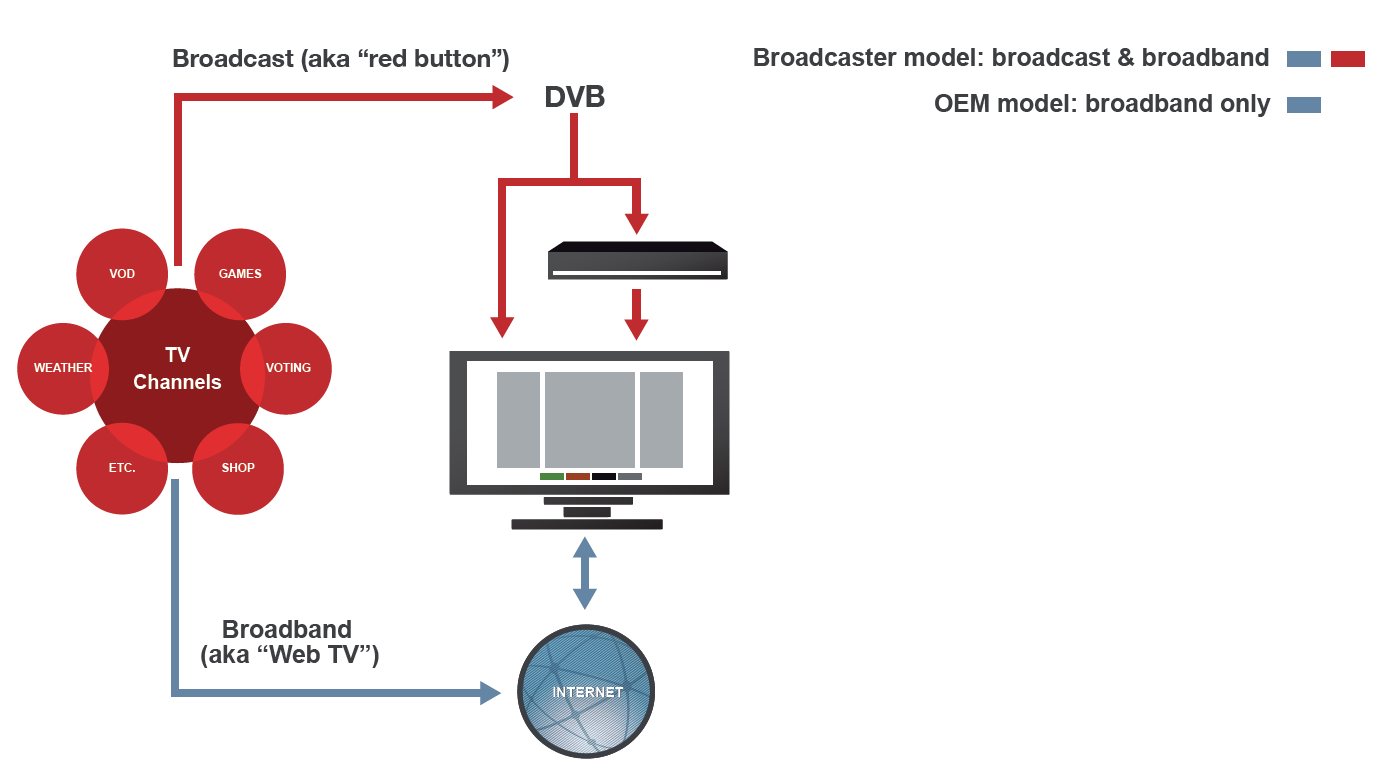 Broadcast (aka “red button”)
Broadcaster model: broadcast & broadband
DVB
OEM model: broadband only
VOD
GAMES
TV
Channels
WEATHER
VOTING
ETC.
SHOP
Broadband
(aka “Web TV”)
INTERNET